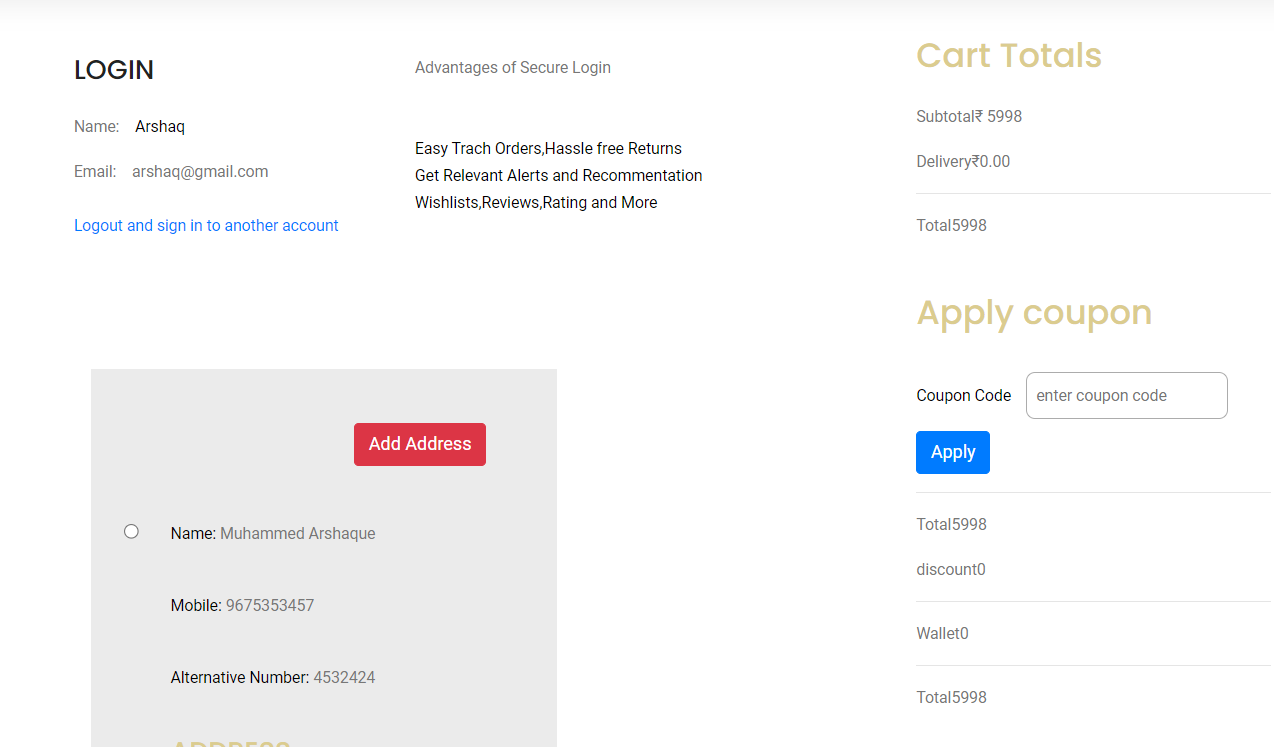 LOGIN
Name: Arshaq
Email: arshaq@gmail.com
Logout and sign in to another account
Advantages of Secure Login
Easy Trach Orders,Hassle free Returns
Get Relevant Alerts and Recommentation
Wishlists,Reviews,Rating and More
Add Address
Name: Muhammed Arshaque
Mobile: 9675353457
Alternative Number: 4532424
ADDRESS
Cart Totals
Subtotal₹ 5998
Delivery₹0.00
Total5998
Apply coupon
Coupon Code enter coupon code
Apply
Total5998
discount0
Wallet0
Total5998